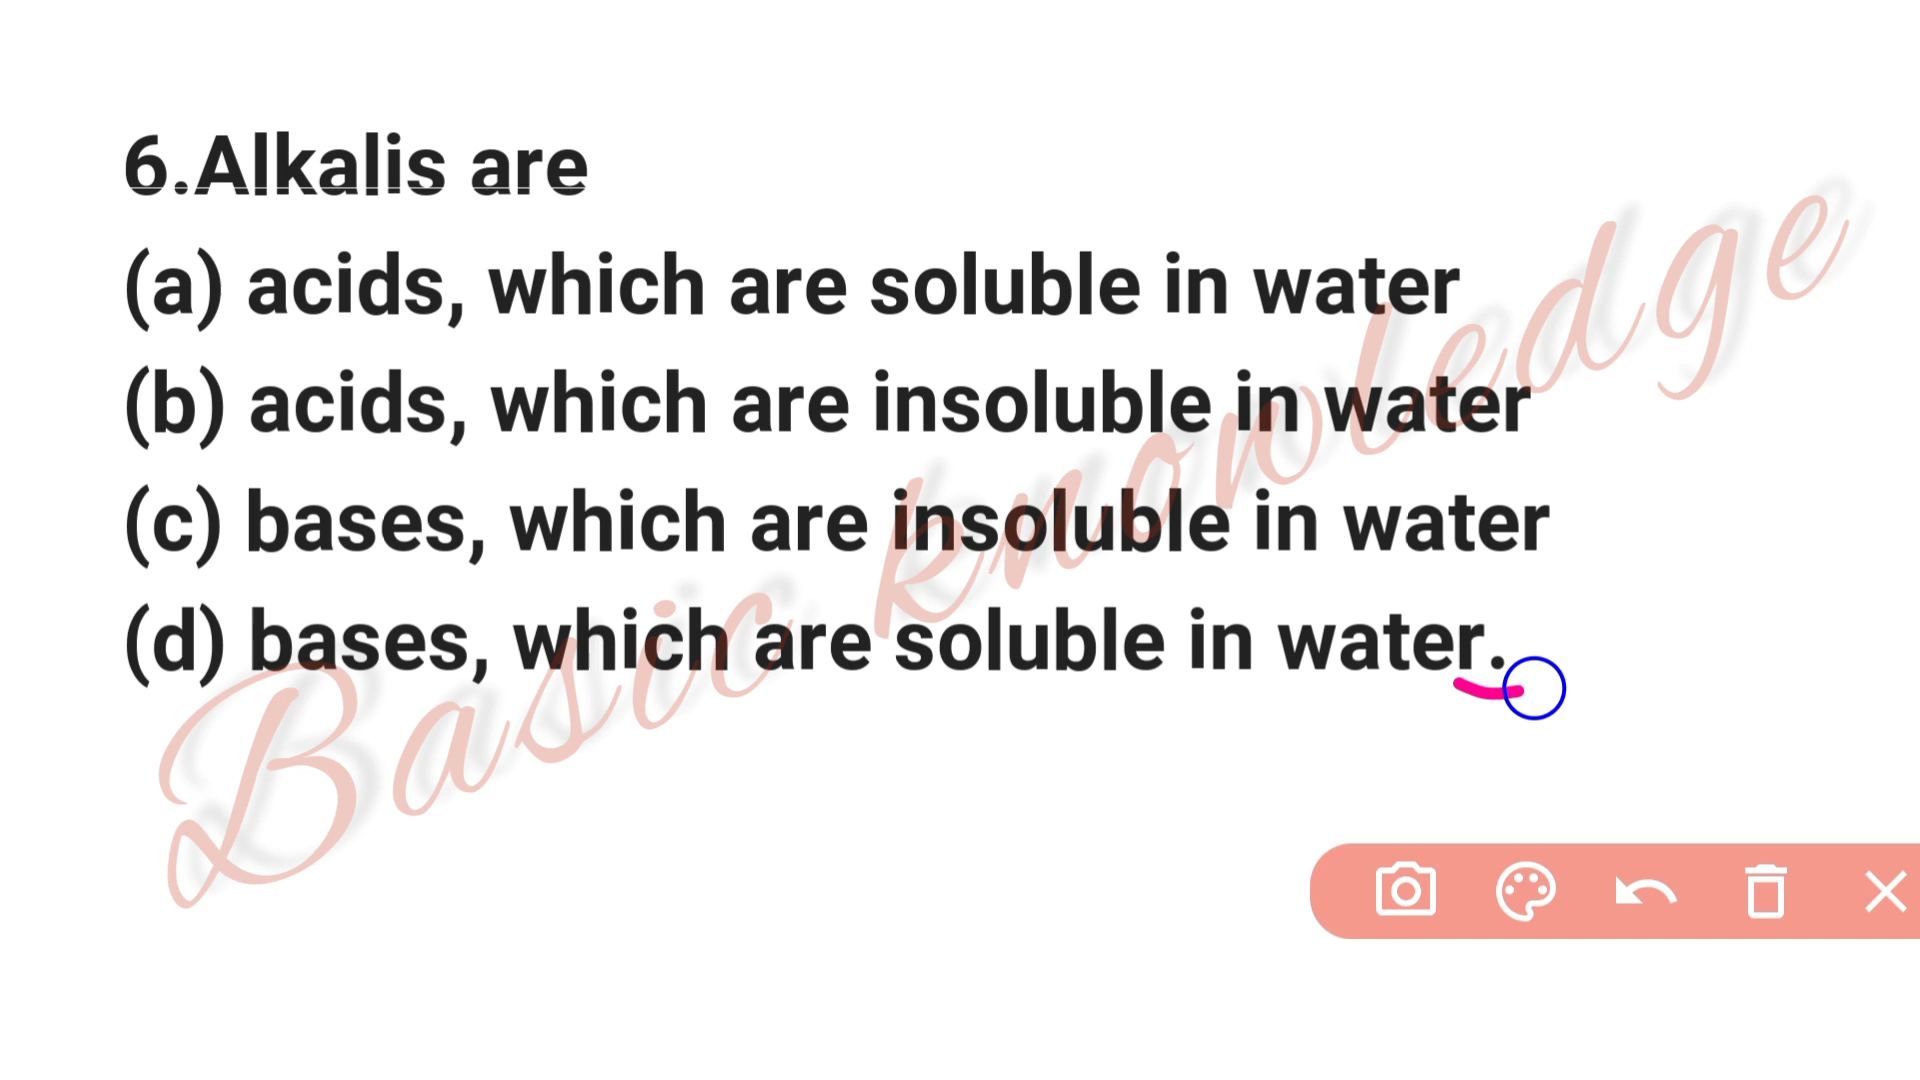 6.Alkalis are
(a) acids, which are soluble in water
(b) acids, which are insoluble in water
(c) bases, which are insoluble in water
(d) bases, which are soluble in water.
Basic knowledge